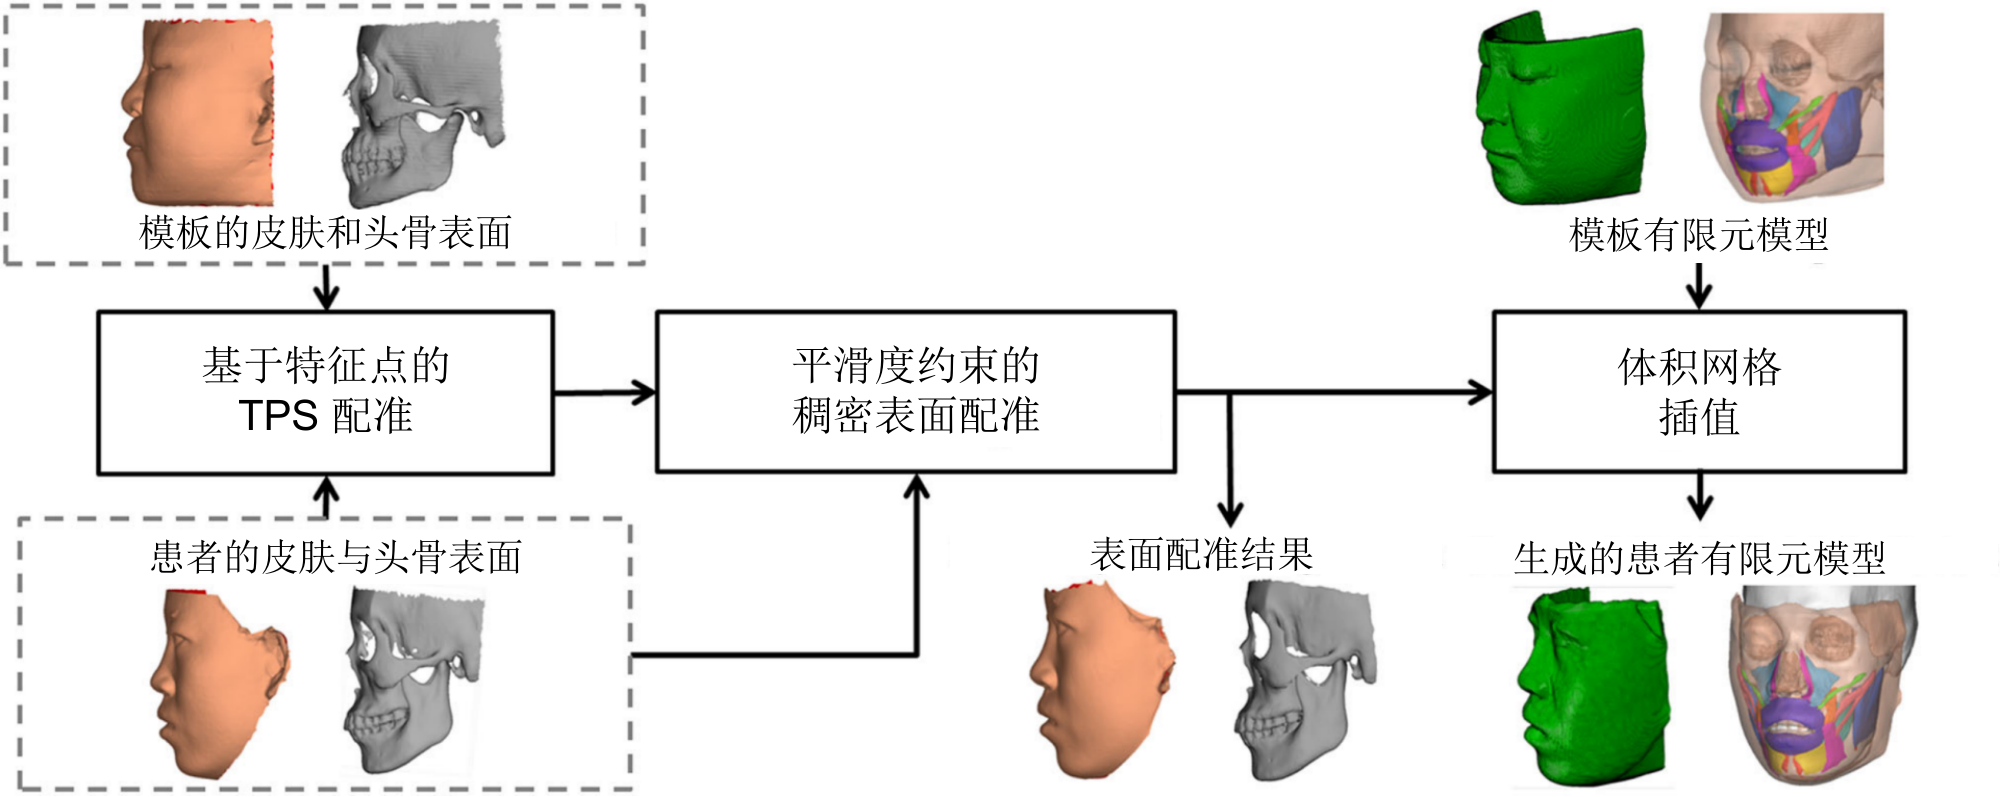 模板的皮肤和头骨表面
模板有限元模型
基于特征点的
TPS 配准
平滑度约束的
稠密表面配准
体积网格
插值
患者的皮肤与头骨表面
表面配准结果
生成的患者有限元模型